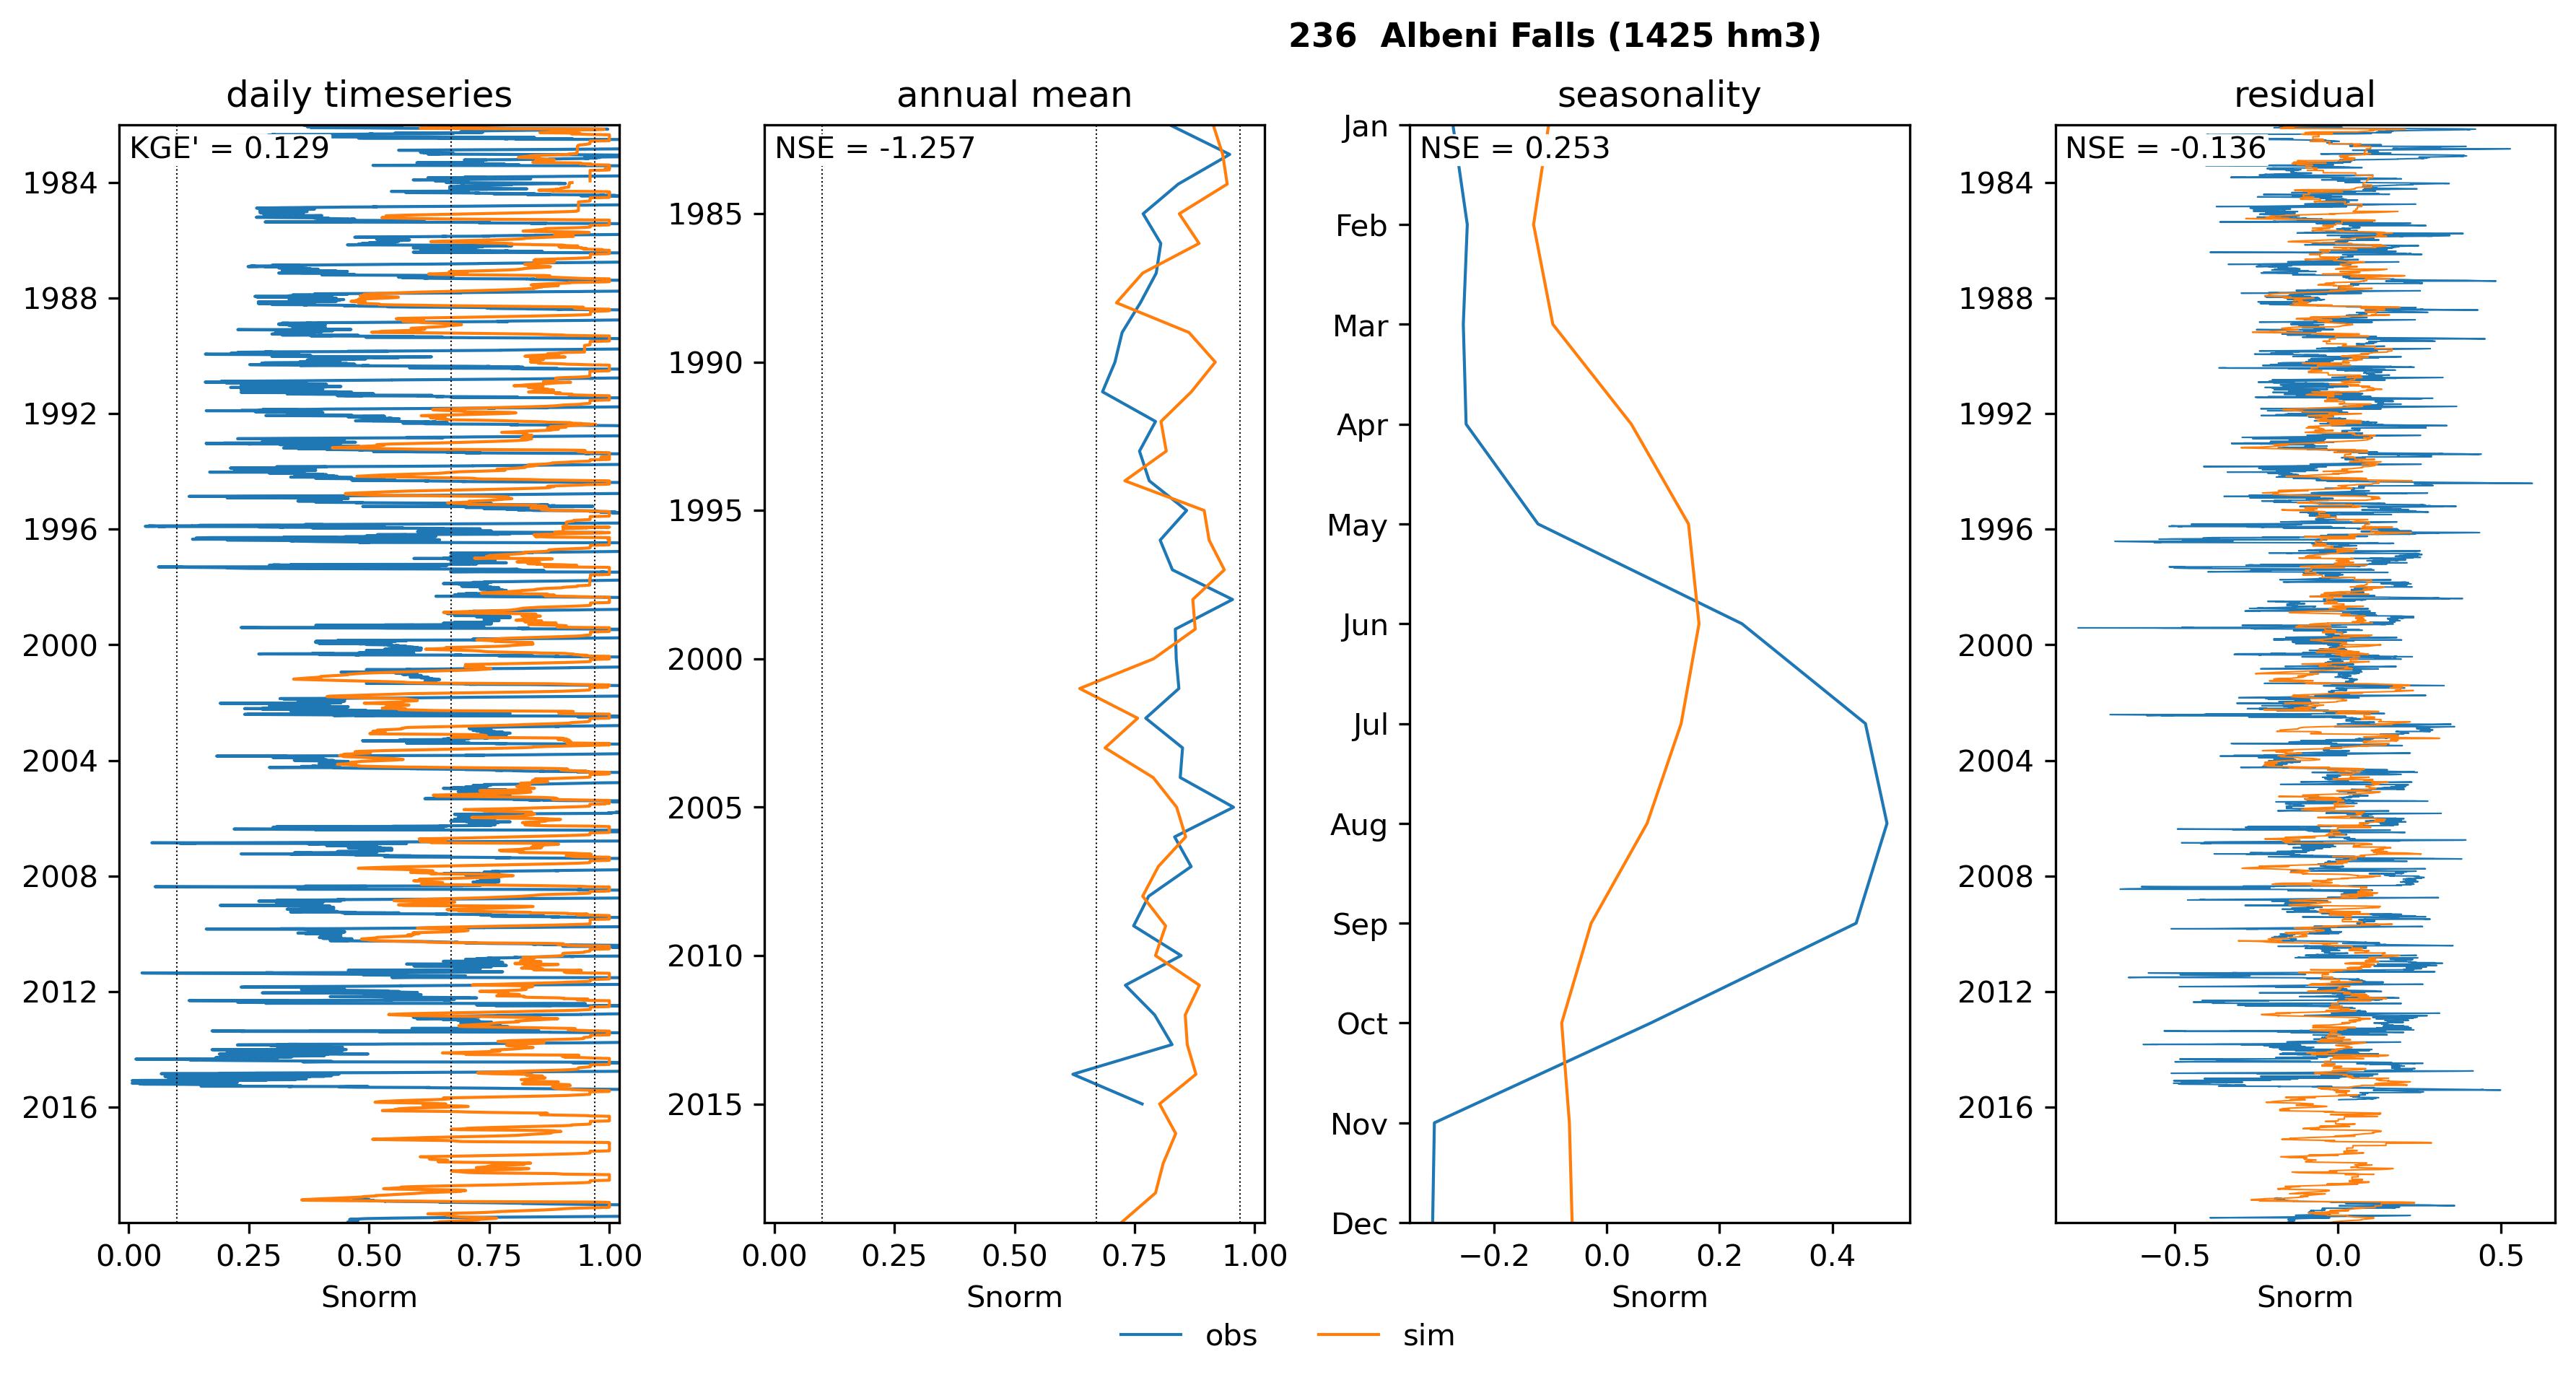 236  Albeni Falls (1425 hm3)
daily timeseries
KGE' = 0.129
1984
1988
1992
1996
2000
2004
2008
2012
2016
0.00 0.25 0.50 0.75 1.00
Snorm
annual mean
NSE = -1.257
1985
1990
1995
2000
2005
2010
2015
0.00 0.25 0.50 0.75 1.00
Snorm
seasonality
NSE = 0.253
Jan
Feb
Mar
Apr
May
Jun
Jul
Aug
Sep
Oct
Nov
Dec
−0.2 0.0 0.2 0.4
Snorm
residual
NSE = -0.136
1984
1988
1992
1996
2000
2004
2008
2012
2016
−0.5 0.0 0.5
Snorm
obs sim